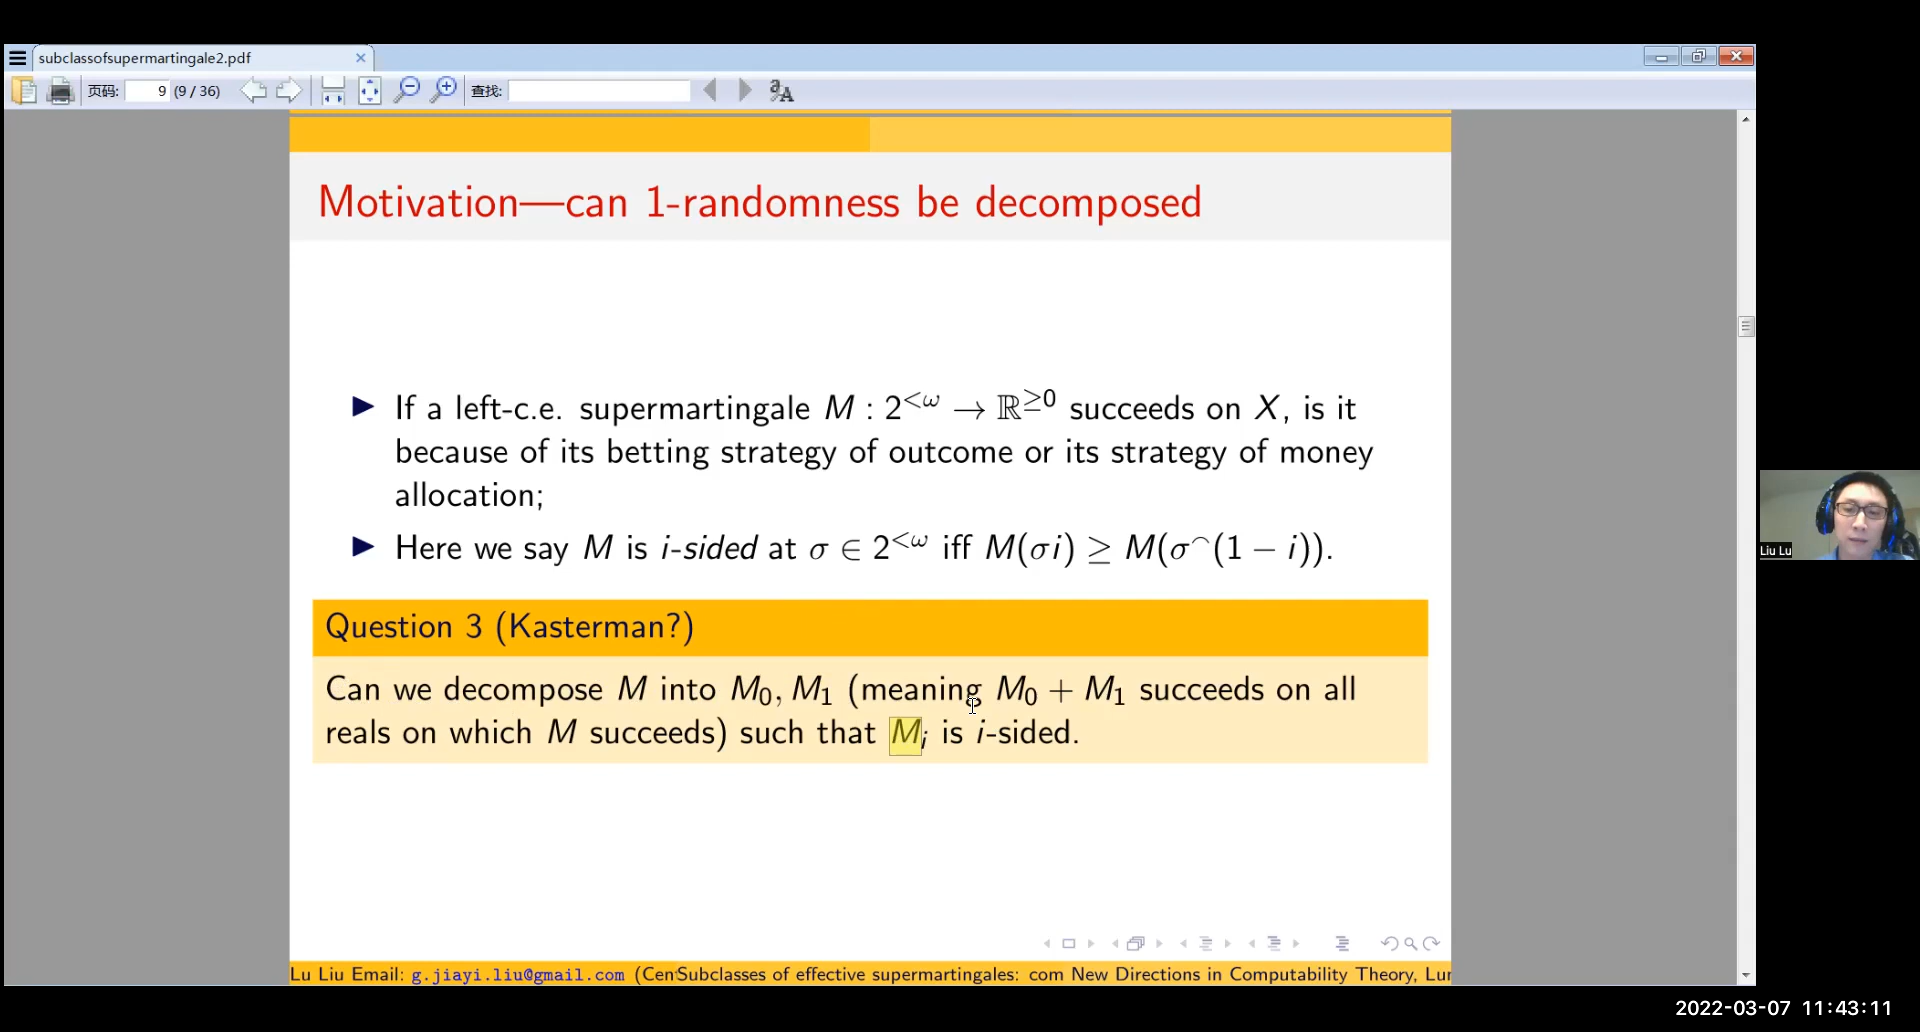 subclassofsupermartingale2.pdf
页码: 9 (9 / 36) 查找:
Motivation—can 1-randomness be decomposed
If a left-c.e. supermartingale M : 2^{<ω} → ℝ^{≥0} succeeds on X, is it
because of its betting strategy of outcome or its strategy of money
allocation;
Here we say M is i-sided at σ ∈ 2^{<ω} iff M(σi) ≥ M(σ⌢(1 − i)).
Question 3 (Kasterman?)
Can we decompose M into M₀, M₁ (meaning M₀ + M₁ succeeds on all
reals on which M succeeds) such that Mᵢ is i-sided.
Liu Lu
Lu Liu Email: g.jiayi.liu@gmail.com (Cen Subclasses of effective supermartingales: com New Directions in Computability Theory, Lu
2022-03-07 11:43:11